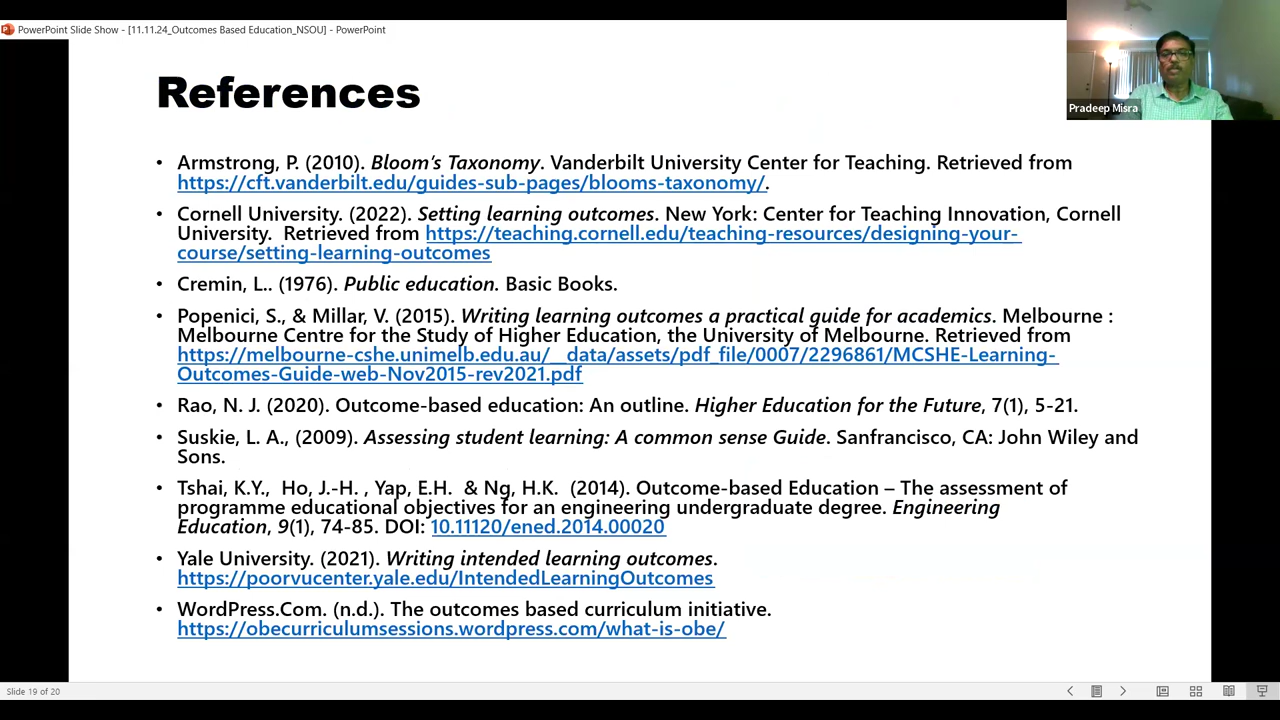 PowerPoint Slide Show - [11.11.24_Outcomes Based Education_NSOU] - PowerPoint
Pradeep Misra
References
• Armstrong, P. (2010). Bloom’s Taxonomy. Vanderbilt University Center for Teaching. Retrieved from
https://cft.vanderbilt.edu/guides-sub-pages/blooms-taxonomy/.
• Cornell University. (2022). Setting learning outcomes. New York: Center for Teaching Innovation, Cornell
University.  Retrieved from https://teaching.cornell.edu/teaching-resources/designing-your-
course/setting-learning-outcomes
• Cremin, L.. (1976). Public education. Basic Books.
• Popenici, S., & Millar, V. (2015). Writing learning outcomes a practical guide for academics. Melbourne :
Melbourne Centre for the Study of Higher Education, the University of Melbourne. Retrieved from
https://melbourne-cshe.unimelb.edu.au/__data/assets/pdf_file/0007/2296861/MCSHE-Learning-
Outcomes-Guide-web-Nov2015-rev2021.pdf
• Rao, N. J. (2020). Outcome-based education: An outline. Higher Education for the Future, 7(1), 5-21.
• Suskie, L. A., (2009). Assessing student learning: A common sense Guide. Sanfrancisco, CA: John Wiley and
Sons.
• Tshai, K.Y.,  Ho, J.-H. , Yap, E.H.  & Ng, H.K.  (2014). Outcome-based Education – The assessment of
programme educational objectives for an engineering undergraduate degree. Engineering
Education, 9(1), 74-85. DOI: 10.11120/ened.2014.00020
• Yale University. (2021). Writing intended learning outcomes.
https://poorvucenter.yale.edu/IntendedLearningOutcomes
• WordPress.Com. (n.d.). The outcomes based curriculum initiative.
https://obecurriculumsessions.wordpress.com/what-is-obe/
Slide 19 of 20